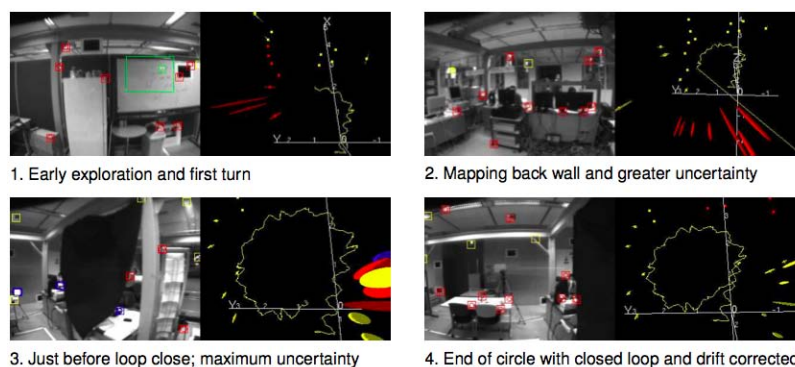 1. Early exploration and first turn
2. Mapping back wall and greater uncertainty
3. Just before loop close; maximum uncertainty
4. End of circle with closed loop and drift corrected